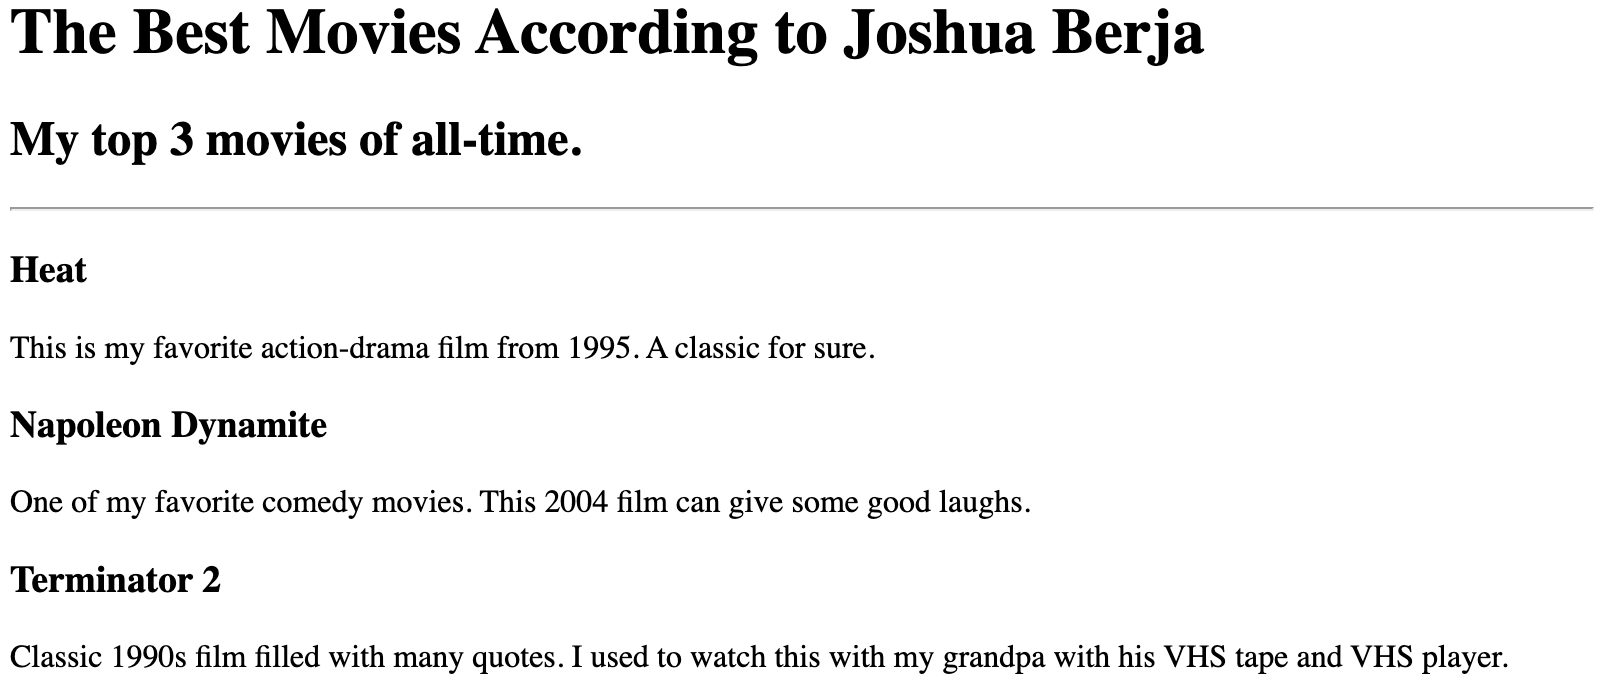 The Best Movies According to Joshua Berja
My top 3 movies of all-time.
Heat
This is my favorite action-drama film from 1995. A classic for sure.
Napoleon Dynamite
One of my favorite comedy movies. This 2004 film can give some good laughs.
Terminator 2
Classic 1990s film filled with many quotes. I used to watch this with my grandpa with his VHS tape and VHS player.